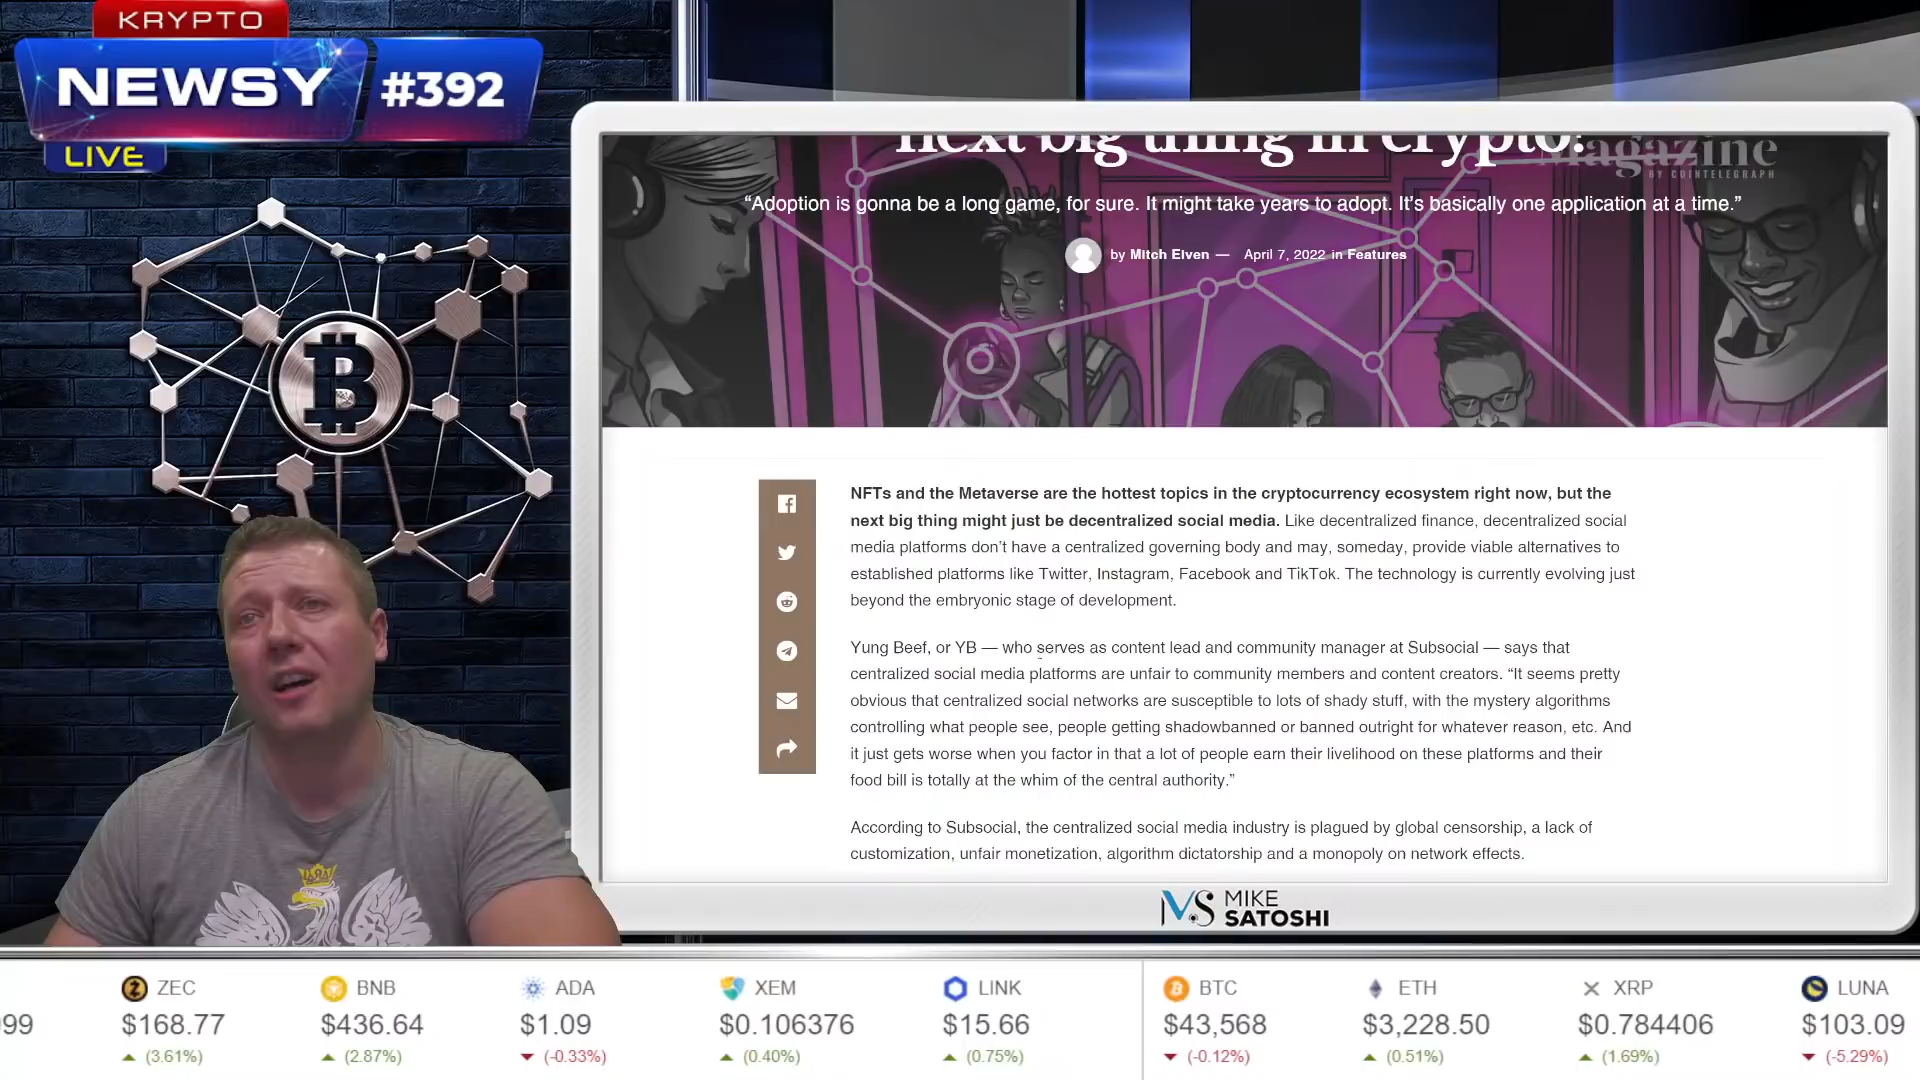 KRYPTO
NEWSY #392
LIVE
next big thing in crypto?
Magazine
BY COINTELEGRAPH
“Adoption is gonna be a long game, for sure. It might take years to adopt. It’s basically one application at a time.”
by Mitch Elven — April 7, 2022 in Features
NFTs and the Metaverse are the hottest topics in the cryptocurrency ecosystem right now, but the
next big thing might just be decentralized social media. Like decentralized finance, decentralized social
media platforms don’t have a centralized governing body and may, someday, provide viable alternatives to
established platforms like Twitter, Instagram, Facebook and TikTok. The technology is currently evolving just
beyond the embryonic stage of development.
Yung Beef, or YB — who serves as content lead and community manager at Subsocial — says that
centralized social media platforms are unfair to community members and content creators. “It seems pretty
obvious that centralized social networks are susceptible to lots of shady stuff, with the mystery algorithms
controlling what people see, people getting shadowbanned or banned outright for whatever reason, etc. And
it just gets worse when you factor in that a lot of people earn their livelihood on these platforms and their
food bill is totally at the whim of the central authority.”
According to Subsocial, the centralized social media industry is plagued by global censorship, a lack of
customization, unfair monetization, algorithm dictatorship and a monopoly on network effects.
MS MIKE
SATOSHI
ZEC BNB ADA XEM LINK BTC ETH XRP LUNA
99 $168.77 $436.64 $1.09 $0.106376 $15.66 $43,568 $3,228.50 $0.784406 $103.09
(3.61%) (2.87%) (-0.33%) (0.40%) (0.75%) (-0.12%) (0.51%) (1.69%) (-5.29%)